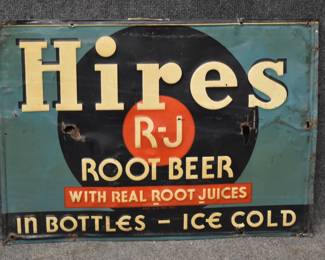 Hires
R-J
ROOT BEER
WITH REAL ROOT JUICES
IN BOTTLES - ICE COLD